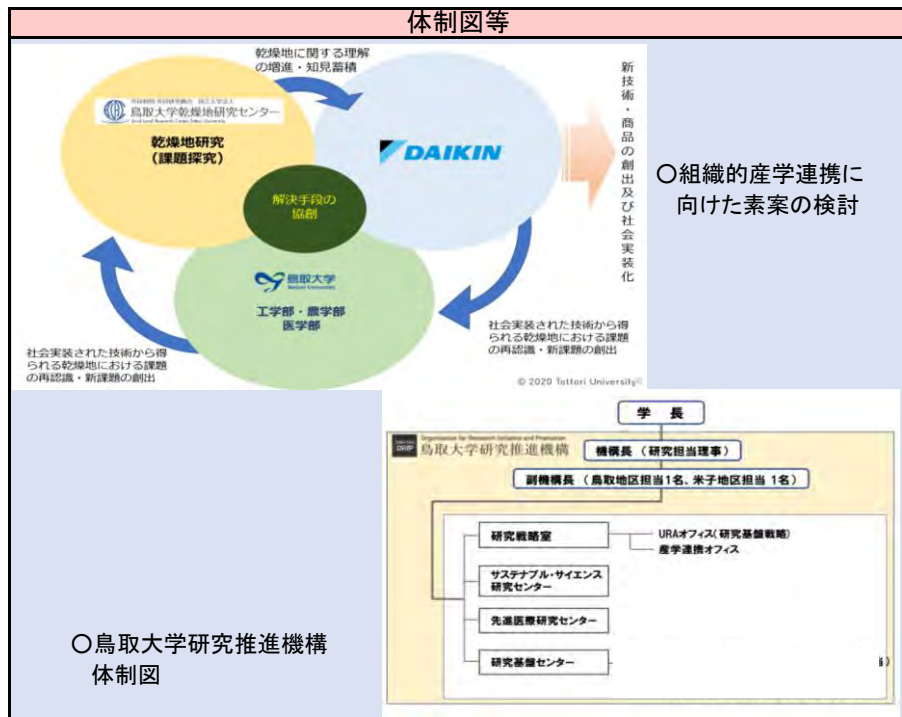 体制図等
乾燥地に関する理解
の増進・知見蓄積
鳥取大学乾燥地研究センター
乾燥地研究
(課題探究)
DAIKIN
解決手段の
協創
鳥取大学
Tottori University
工学部・農学部
医学部
新技術・商品の創出及び社会実装化
社会実装された技術から得
られる乾燥地における課題
の再認識・新課題の創出
社会実装された技術から得
られる乾燥地における課題
の再認識・新課題の創出
© 2020 Tottori University
〇組織的産学連携に
向けた素案の検討
学 長
Organization for Research Initiative and Promotion
鳥取大学研究推進機構
機構長 (研究担当理事)
副機構長 (鳥取地区担当1名、米子地区担当 1名)
研究戦略室
URAオフィス(研究基盤戦略)
産学連携オフィス
サステナブル・サイエンス
研究センター
先進医療研究センター
研究基盤センター
〇鳥取大学研究推進機構
体制図